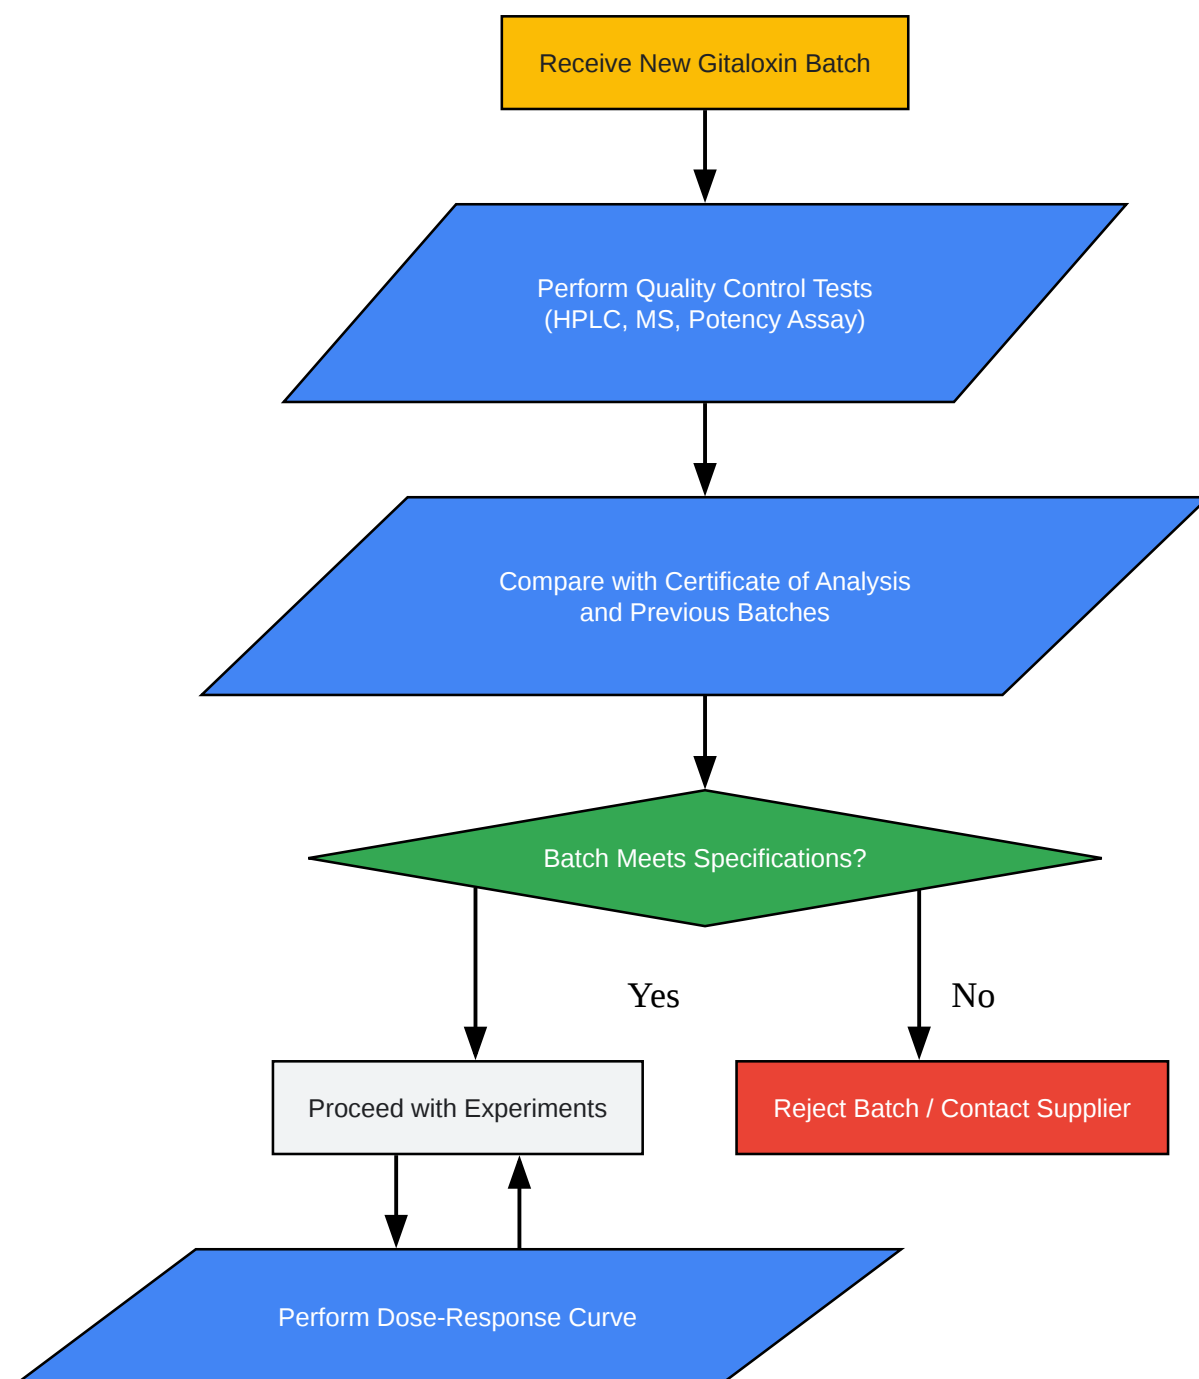 Receive New Gitaloxin Batch
Perform Quality Control Tests
(HPLC, MS, Potency Assay)
Compare with Certificate of Analysis
and Previous Batches
Batch Meets Specifications?
Yes
No
Proceed with Experiments
Reject Batch / Contact Supplier
Perform Dose-Response Curve